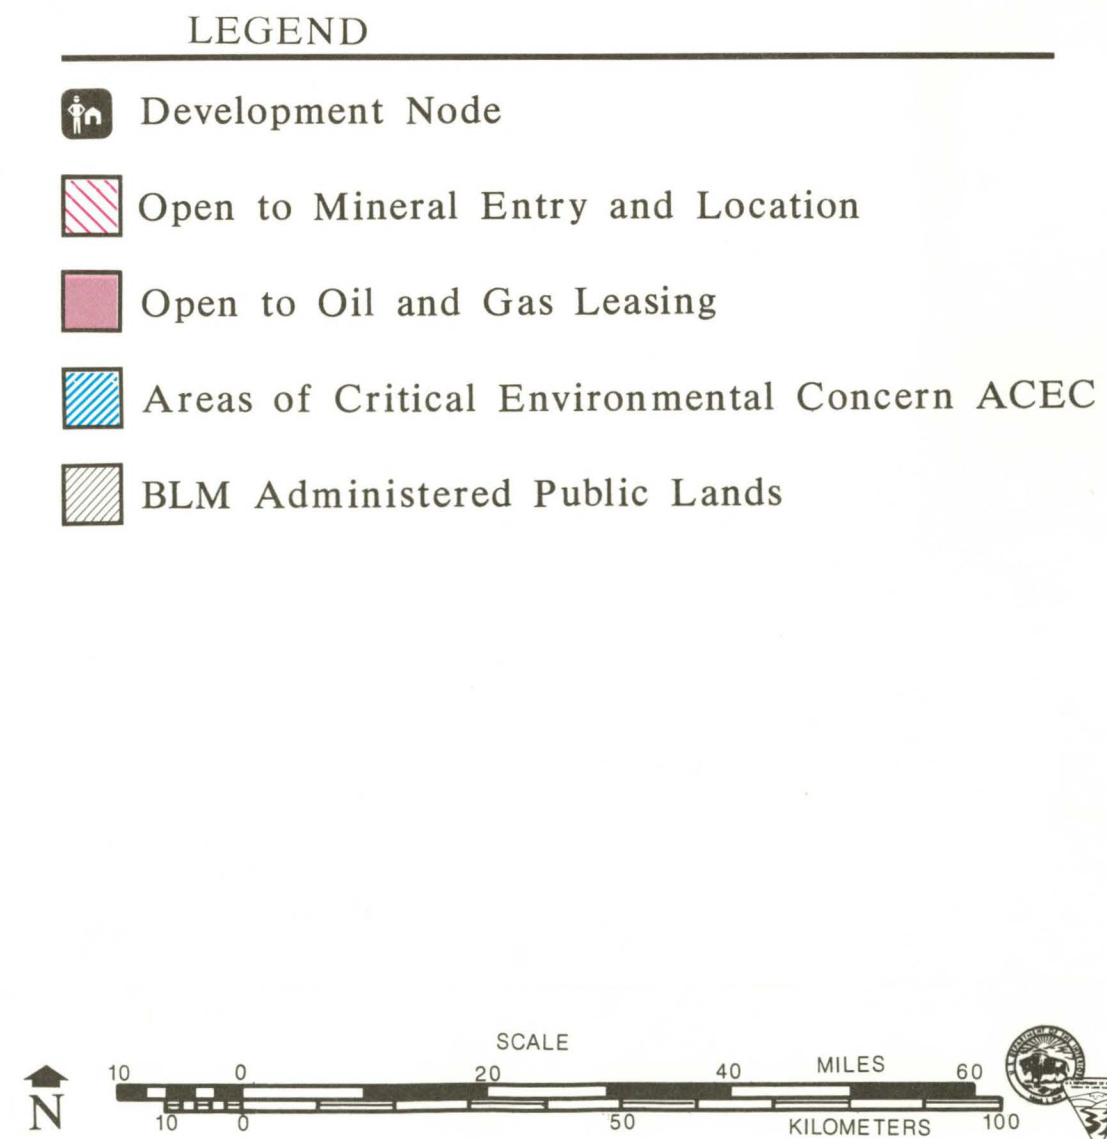 LEGEND
Development Node
Open to Mineral Entry and Location
Open to Oil and Gas Leasing
Areas of Critical Environmental Concern ACEC
BLM Administered Public Lands
SCALE
10 0 20 40 MILES 60
N
10 0 50 KILOMETERS 100